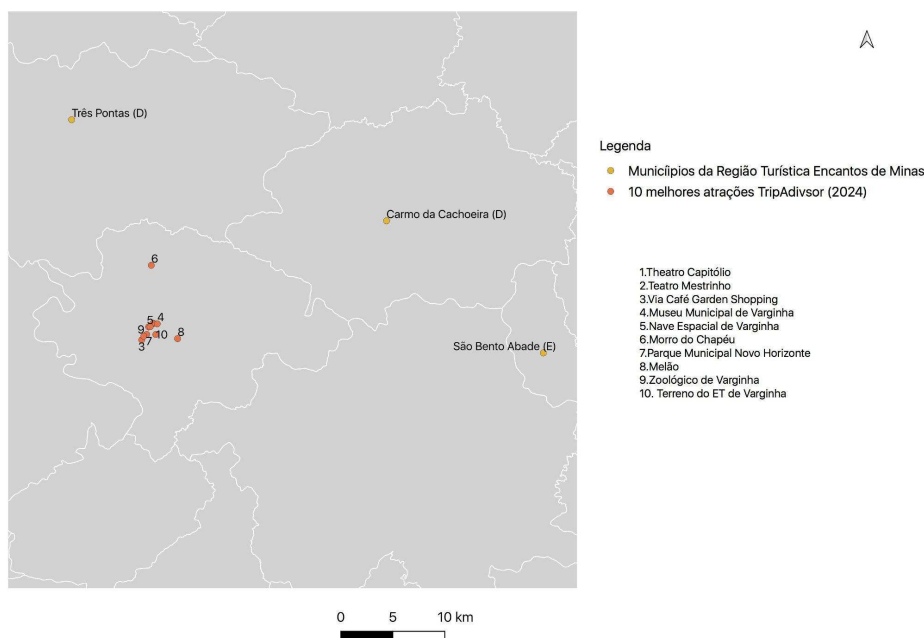 Três Pontas (D)
Carmo da Cachoeira (D)
6
5 4
9 10 8
7
3
São Bento Abade (E)
Legenda
Municíipios da Região Turística Encantos de Minas
10 melhores atrações TripAdivsor (2024)
1.Theatro Capitólio
2.Teatro Mestrinho
3.Via Café Garden Shopping
4.Museu Municipal de Varginha
5.Nave Espacial de Varginha
6.Morro do Chapéu
7.Parque Municipal Novo Horizonte
8.Melão
9.Zoológico de Varginha
10. Terreno do ET de Varginha
0 5 10 km